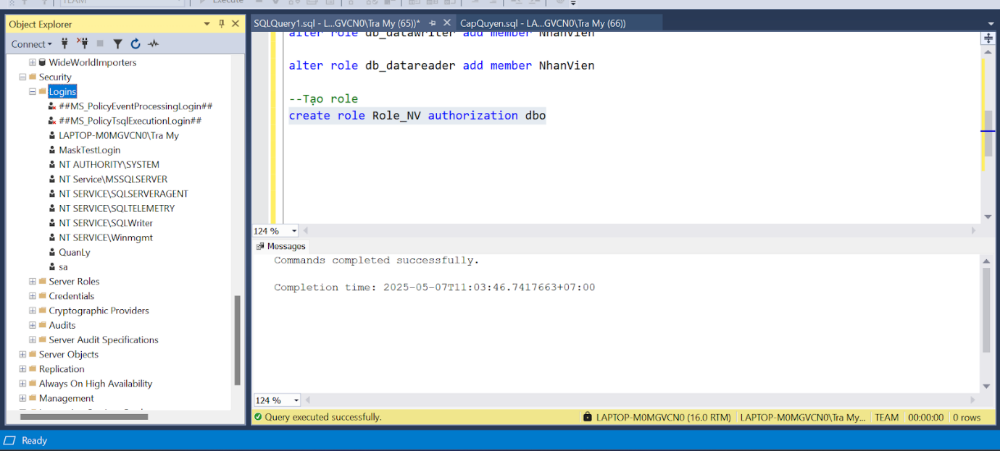 TEAM
Execute
Object Explorer
Connect
WideWorldImporters
Security
Logins
##MS_PolicyEventProcessingLogin##
##MS_PolicyTsqlExecutionLogin##
LAPTOP-M0MGVCN0\Tra My
MaskTestLogin
NT AUTHORITY\SYSTEM
NT Service\MSSQLSERVER
NT SERVICE\SQLSERVERAGENT
NT SERVICE\SQLTELEMETRY
NT SERVICE\SQLWriter
NT SERVICE\Winmgmt
QuanLy
sa
Server Roles
Credentials
Cryptographic Providers
Audits
Server Audit Specifications
Server Objects
Replication
Always On High Availability
Management
SQLQuery1.sql - L...GVCN0\Tra My (65))* CapQuyen.sql - LA...GVCN0\Tra My (66))
alter role db_datawriter add member NhanVien
alter role db_datareader add member NhanVien
--Tạo role
create role Role_NV authorization dbo
124 %
Messages
Commands completed successfully.
Completion time: 2025-05-07T11:03:46.7417663+07:00
124 %
Query executed successfully. LAPTOP-M0MGVCN0 (16.0 RTM) LAPTOP-M0MGVCN0\Tra My... TEAM 00:00:00 0 rows
Ready